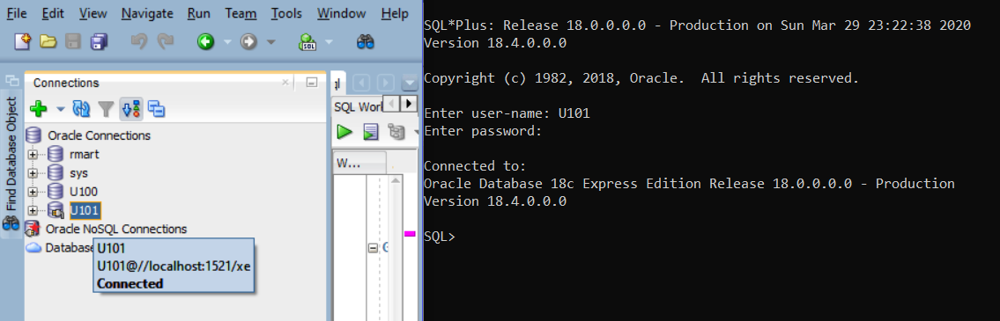 File Edit View Navigate Run Team Tools Window Help
SQL
Find Database Object
Connections
Oracle Connections
rmart
sys
U100
U101
Oracle NoSQL Connections
Database
U101
U101@//localhost:1521/xe
Connected
SQL Worl
W...
SQL*Plus: Release 18.0.0.0.0 - Production on Sun Mar 29 23:22:38 2020
Version 18.4.0.0.0
Copyright (c) 1982, 2018, Oracle.  All rights reserved.
Enter user-name: U101
Enter password:
Connected to:
Oracle Database 18c Express Edition Release 18.0.0.0.0 - Production
Version 18.4.0.0.0
SQL>